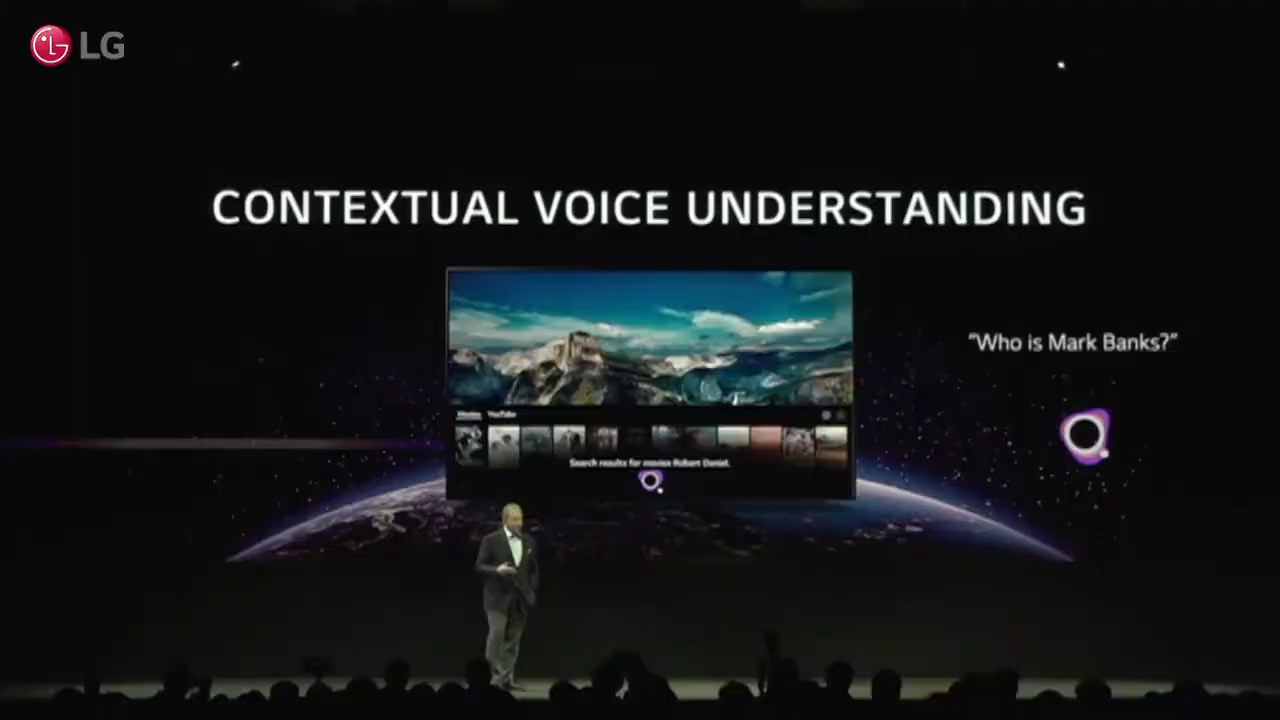 LG
CONTEXTUAL VOICE UNDERSTANDING
“Who is Mark Banks?”
Movies YouTube
Search results for movies Robert Daniel.